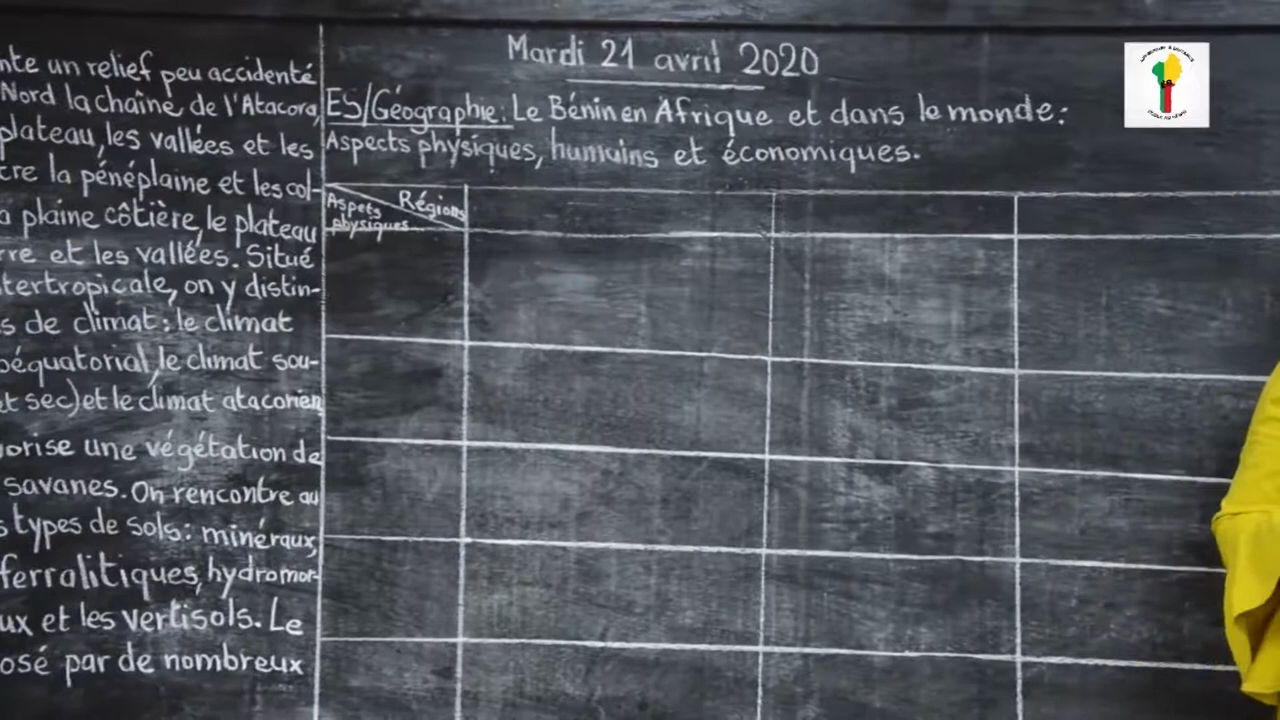 nte un relief peu accidenté
Nord la chaîne de l'Atacora,
plateau, les vallées et les
tre la pénéplaine et les col-
a plaine côtière, le plateau
rre et les vallées. Situé
tertropicale, on y distin-
s de climat : le climat
béquatorial, le climat sou-
et sec) et le climat atacorien
vorise une végétation de
savanes. On rencontre au
s types de sols : minéraux,
ferralitiques, hydromor-
ux et les vertisols. Le
osé par de nombreux
Mardi 21 avril 2020
ES/Géographie : Le Bénin en Afrique et dans le monde :
Aspects physiques, humains et économiques.
Régions
Aspets
physiques